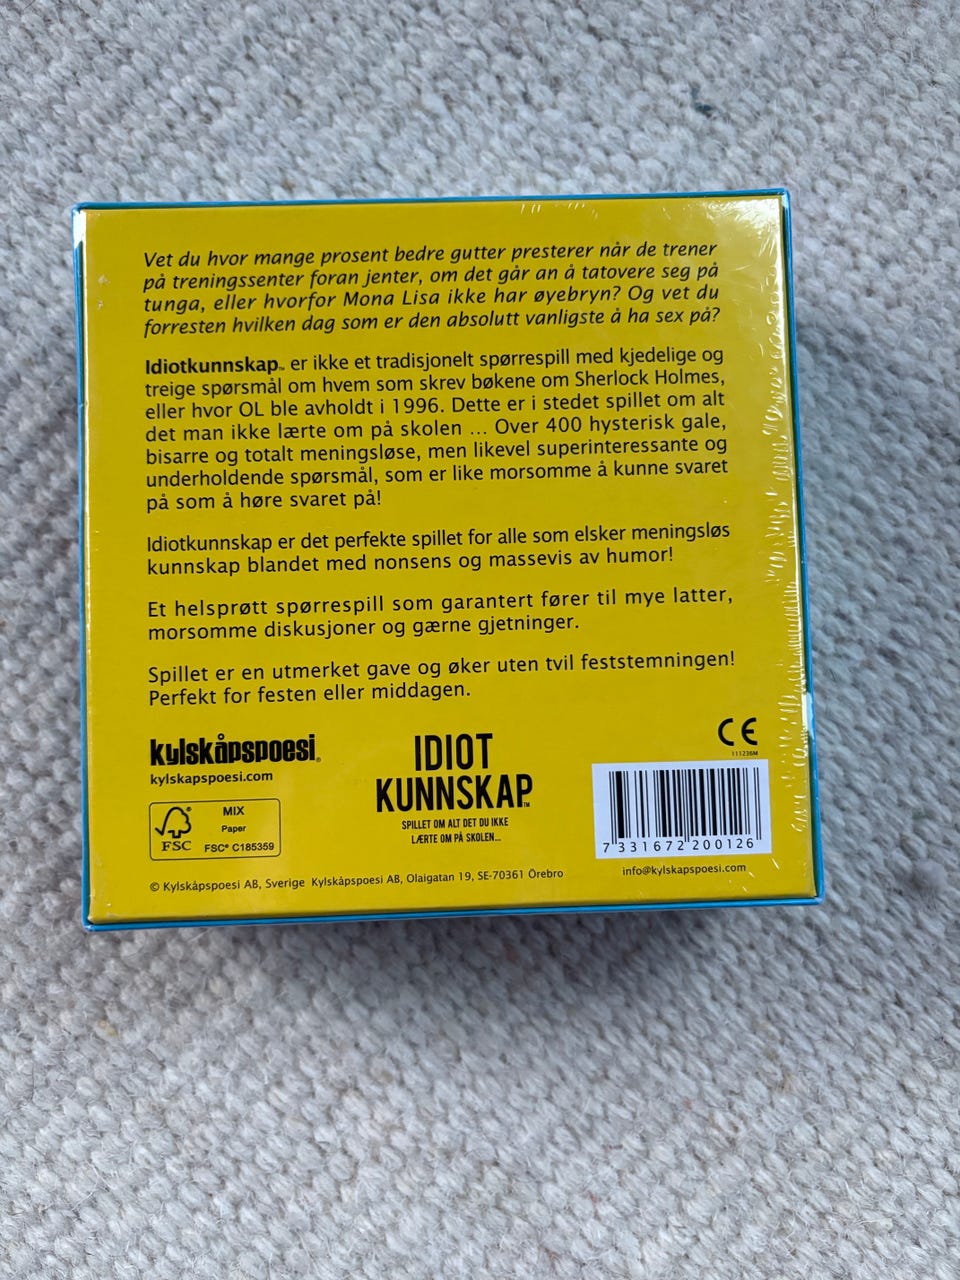 Vet du hvor mange prosent bedre gutter presterer når de trener
på treningssenter foran jenter, om det går an å tatovere seg på
tunga, eller hvorfor Mona Lisa ikke har øyebryn? Og vet du
forresten hvilken dag som er den absolutt vanligste å ha sex på?
Idiotkunnskap™ er ikke et tradisjonelt spørrespill med kjedelige og
treige spørsmål om hvem som skrev bøkene om Sherlock Holmes,
eller hvor OL ble avholdt i 1996. Dette er i stedet spillet om alt
det man ikke lærte om på skolen ... Over 400 hysterisk gale,
bisarre og totalt meningsløse, men likevel superinteressante og
underholdende spørsmål, som er like morsomme å kunne svaret
på som å høre svaret på!
Idiotkunnskap er det perfekte spillet for alle som elsker meningsløs
kunnskap blandet med nonsens og massevis av humor!
Et helsprøtt spørrespill som garantert fører til mye latter,
morsomme diskusjoner og gærne gjetninger.
Spillet er en utmerket gave og øker uten tvil feststemningen!
Perfekt for festen eller middagen.
kylskåpspoesi®
kylskapspoesi.com
MIX
Paper
FSC
FSC® C185359
IDIOT
KUNNSKAP™
SPILLET OM ALT DET DU IKKE
LÆRTE OM PÅ SKOLEN...
CE
111236M
7 331672 200126
info@kylskapspoesi.com
© Kylskåpspoesi AB, Sverige Kylskåpspoesi AB, Olaigatan 19, SE-70361 Örebro